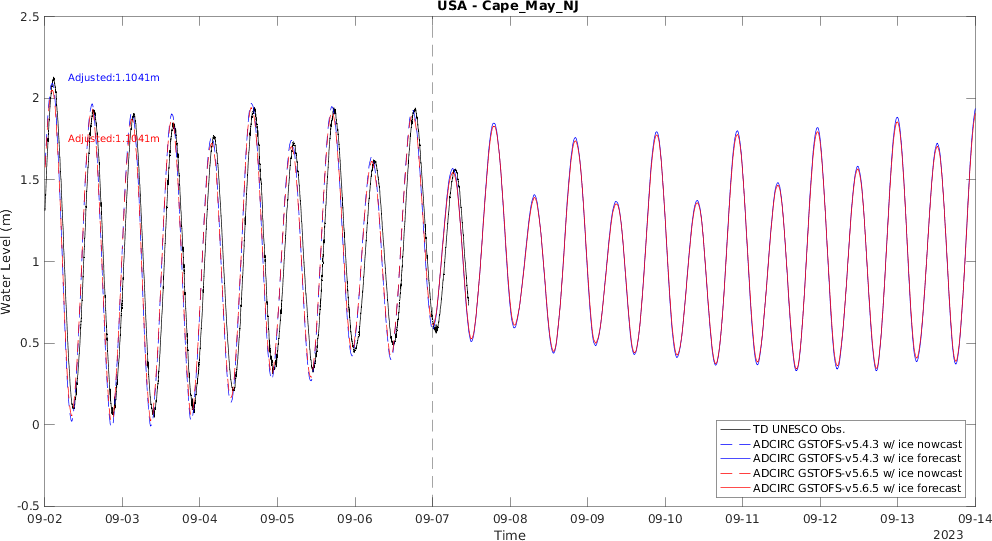 USA - Cape_May_NJ
2.5
2
1.5
1
0.5
0
-0.5
Water Level (m)
Adjusted:1.1041m
Adjusted:1.1041m
TD UNESCO Obs.
ADCIRC GSTOFS-v5.4.3 w/ ice nowcast
ADCIRC GSTOFS-v5.4.3 w/ ice forecast
ADCIRC GSTOFS-v5.6.5 w/ ice nowcast
ADCIRC GSTOFS-v5.6.5 w/ ice forecast
09-02 09-03 09-04 09-05 09-06 09-07 09-08 09-09 09-10 09-11 09-12 09-13 09-14
Time
2023